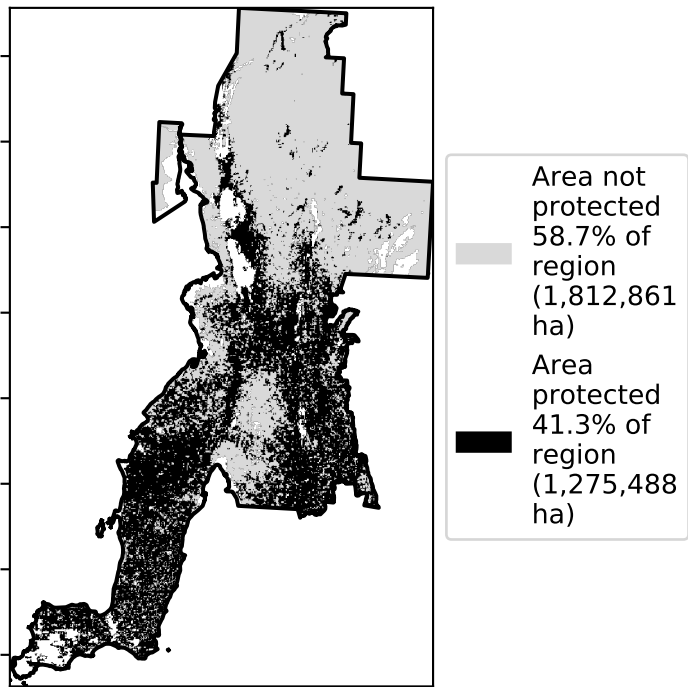 Area not
protected
58.7% of
region
(1,812,861
ha)
Area
protected
41.3% of
region
(1,275,488
ha)